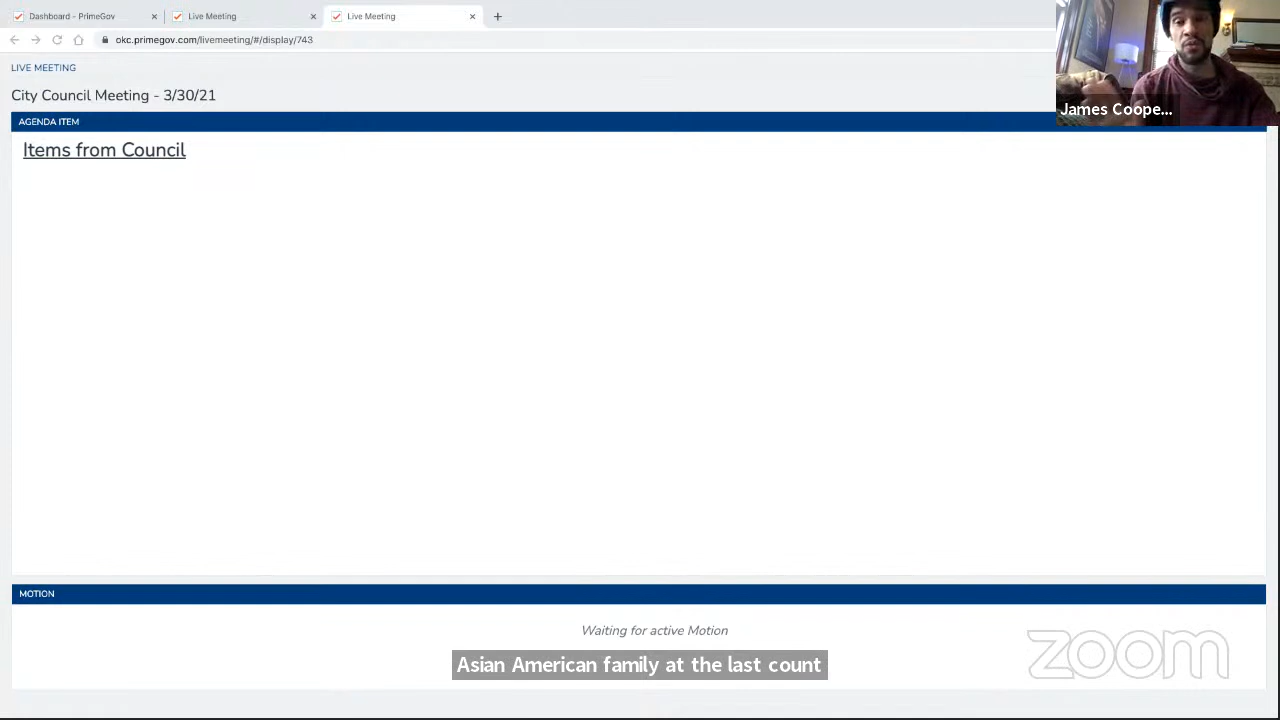 Dashboard - PrimeGov
Live Meeting
Live Meeting
okc.primegov.com/livemeeting/#/display/743
LIVE MEETING
City Council Meeting - 3/30/21
James Coope...
AGENDA ITEM
Items from Council
MOTION
Waiting for active Motion
Asian American family at the last count
zoom